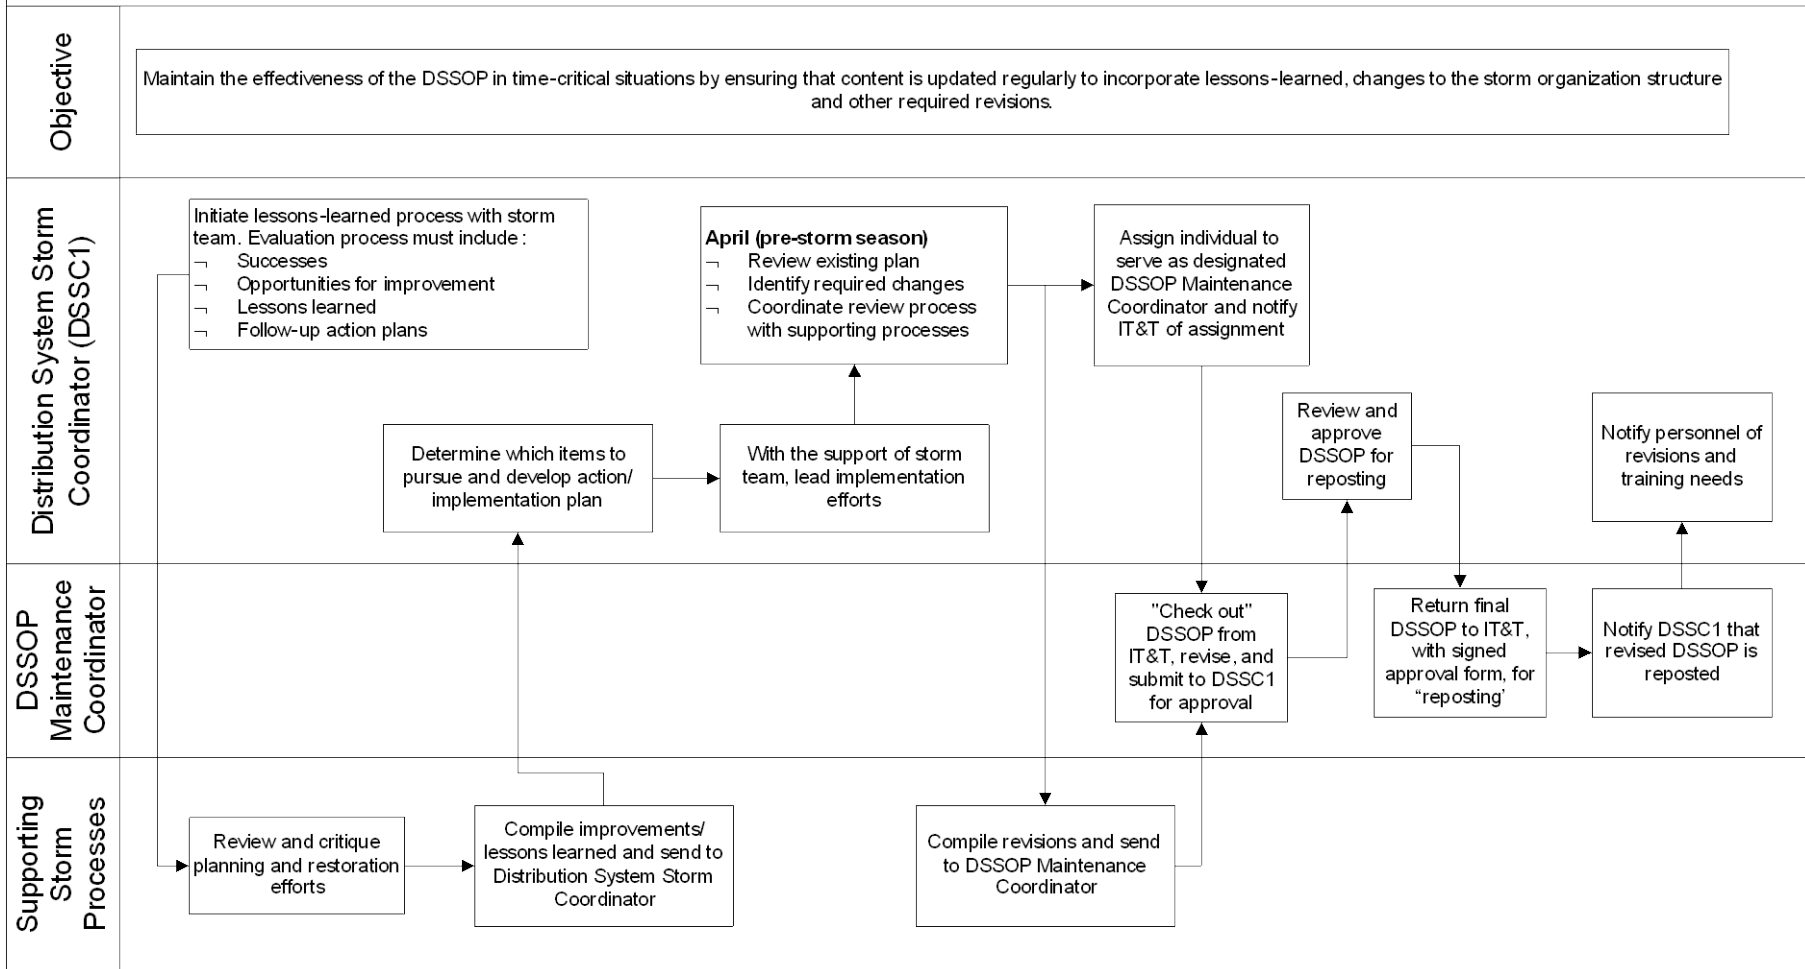 Objective
Maintain the effectiveness of the DSSOP in time-critical situations by ensuring that content is updated regularly to incorporate lessons-learned, changes to the storm organization structure
and other required revisions.
Distribution System Storm
Coordinator (DSSC1)
Initiate lessons-learned process with storm
team. Evaluation process must include :
¬ Successes
¬ Opportunities for improvement
¬ Lessons learned
¬ Follow-up action plans
April (pre-storm season)
¬ Review existing plan
¬ Identify required changes
¬ Coordinate review process
with supporting processes
Assign individual to
serve as designated
DSSOP Maintenance
Coordinator and notify
IT&T of assignment
Determine which items to
pursue and develop action/
implementation plan
With the support of storm
team, lead implementation
efforts
Review and
approve
DSSOP for
reposting
Notify personnel of
revisions and
training needs
DSSOP
Maintenance
Coordinator
"Check out"
DSSOP from
IT&T, revise, and
submit to DSSC1
for approval
Return final
DSSOP to IT&T,
with signed
approval form, for
“reposting’
Notify DSSC1 that
revised DSSOP is
reposted
Supporting
Storm
Processes
Review and critique
planning and restoration
efforts
Compile improvements/
lessons learned and send to
Distribution System Storm
Coordinator
Compile revisions and send
to DSSOP Maintenance
Coordinator